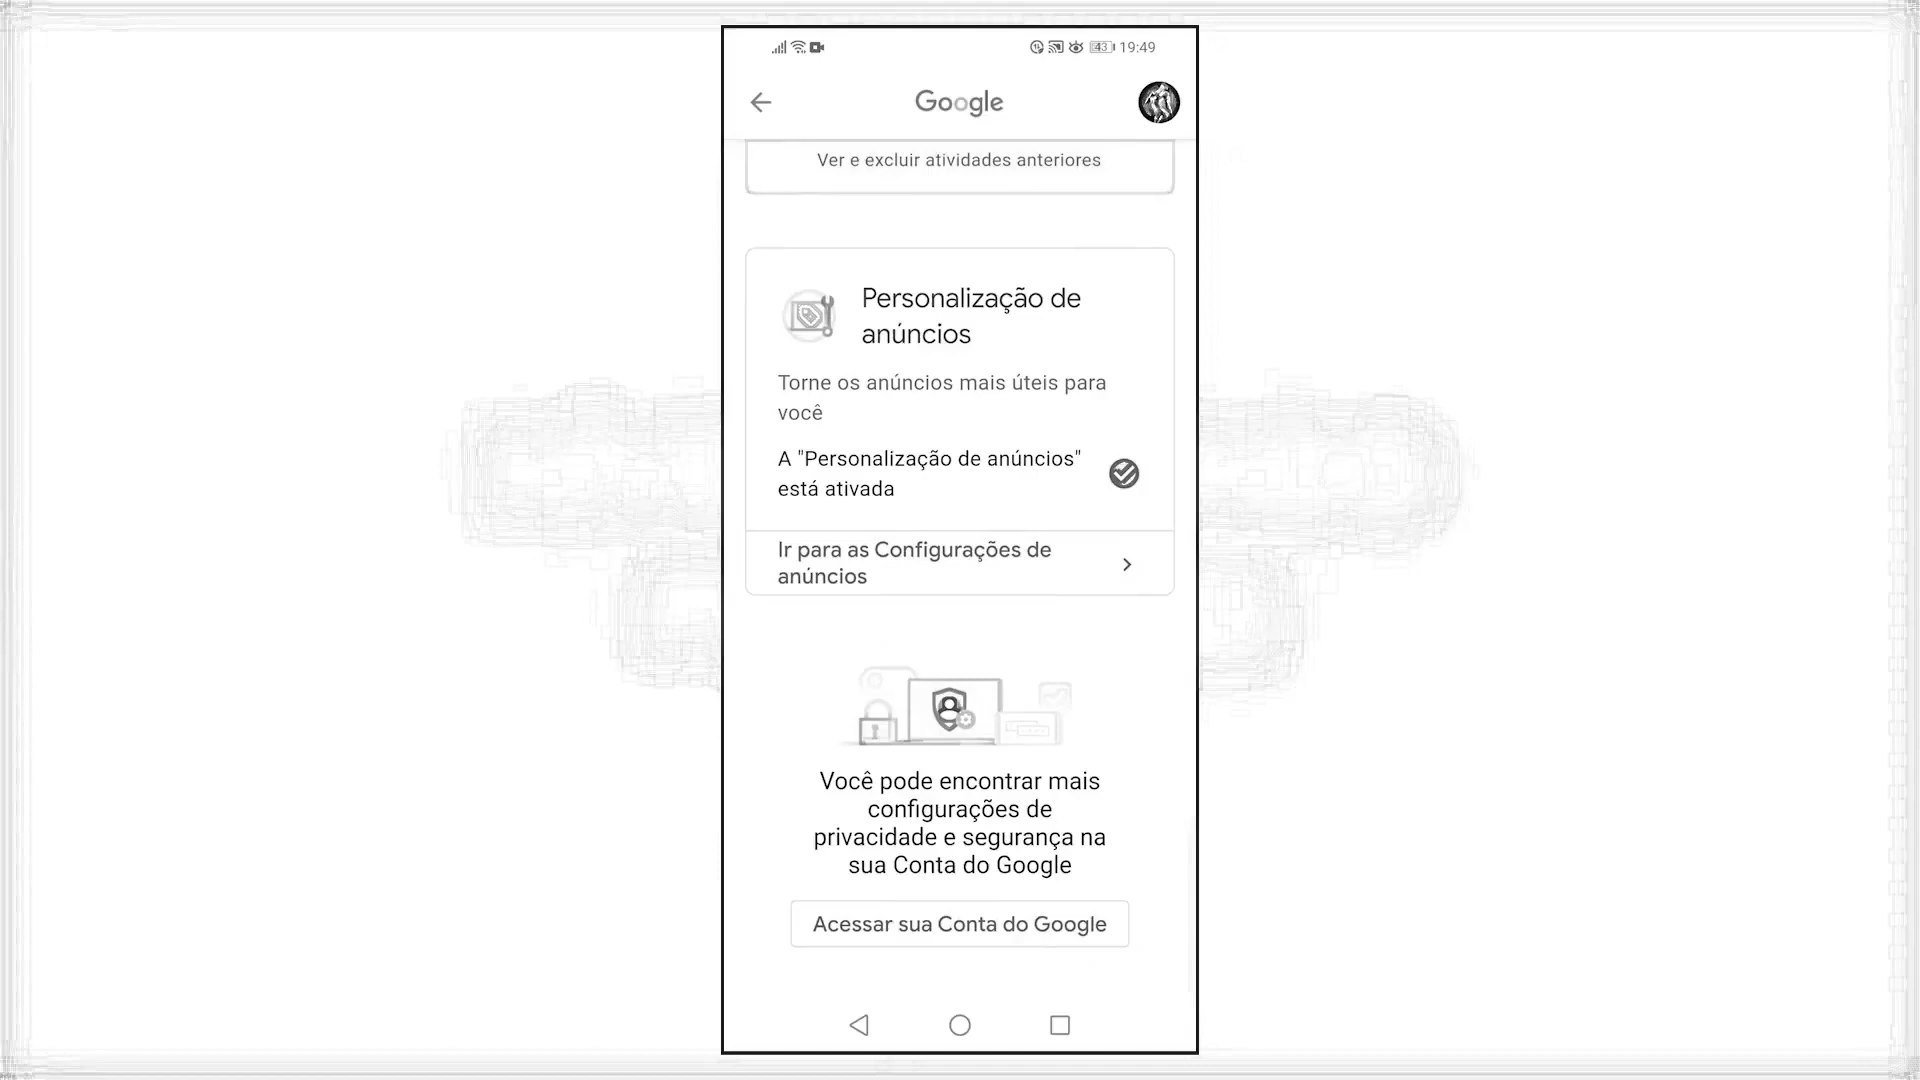 43 19:49
Google
Ver e excluir atividades anteriores
Personalização de
anúncios
Torne os anúncios mais úteis para
você
A "Personalização de anúncios"
está ativada
Ir para as Configurações de
anúncios
Você pode encontrar mais
configurações de
privacidade e segurança na
sua Conta do Google
Acessar sua Conta do Google